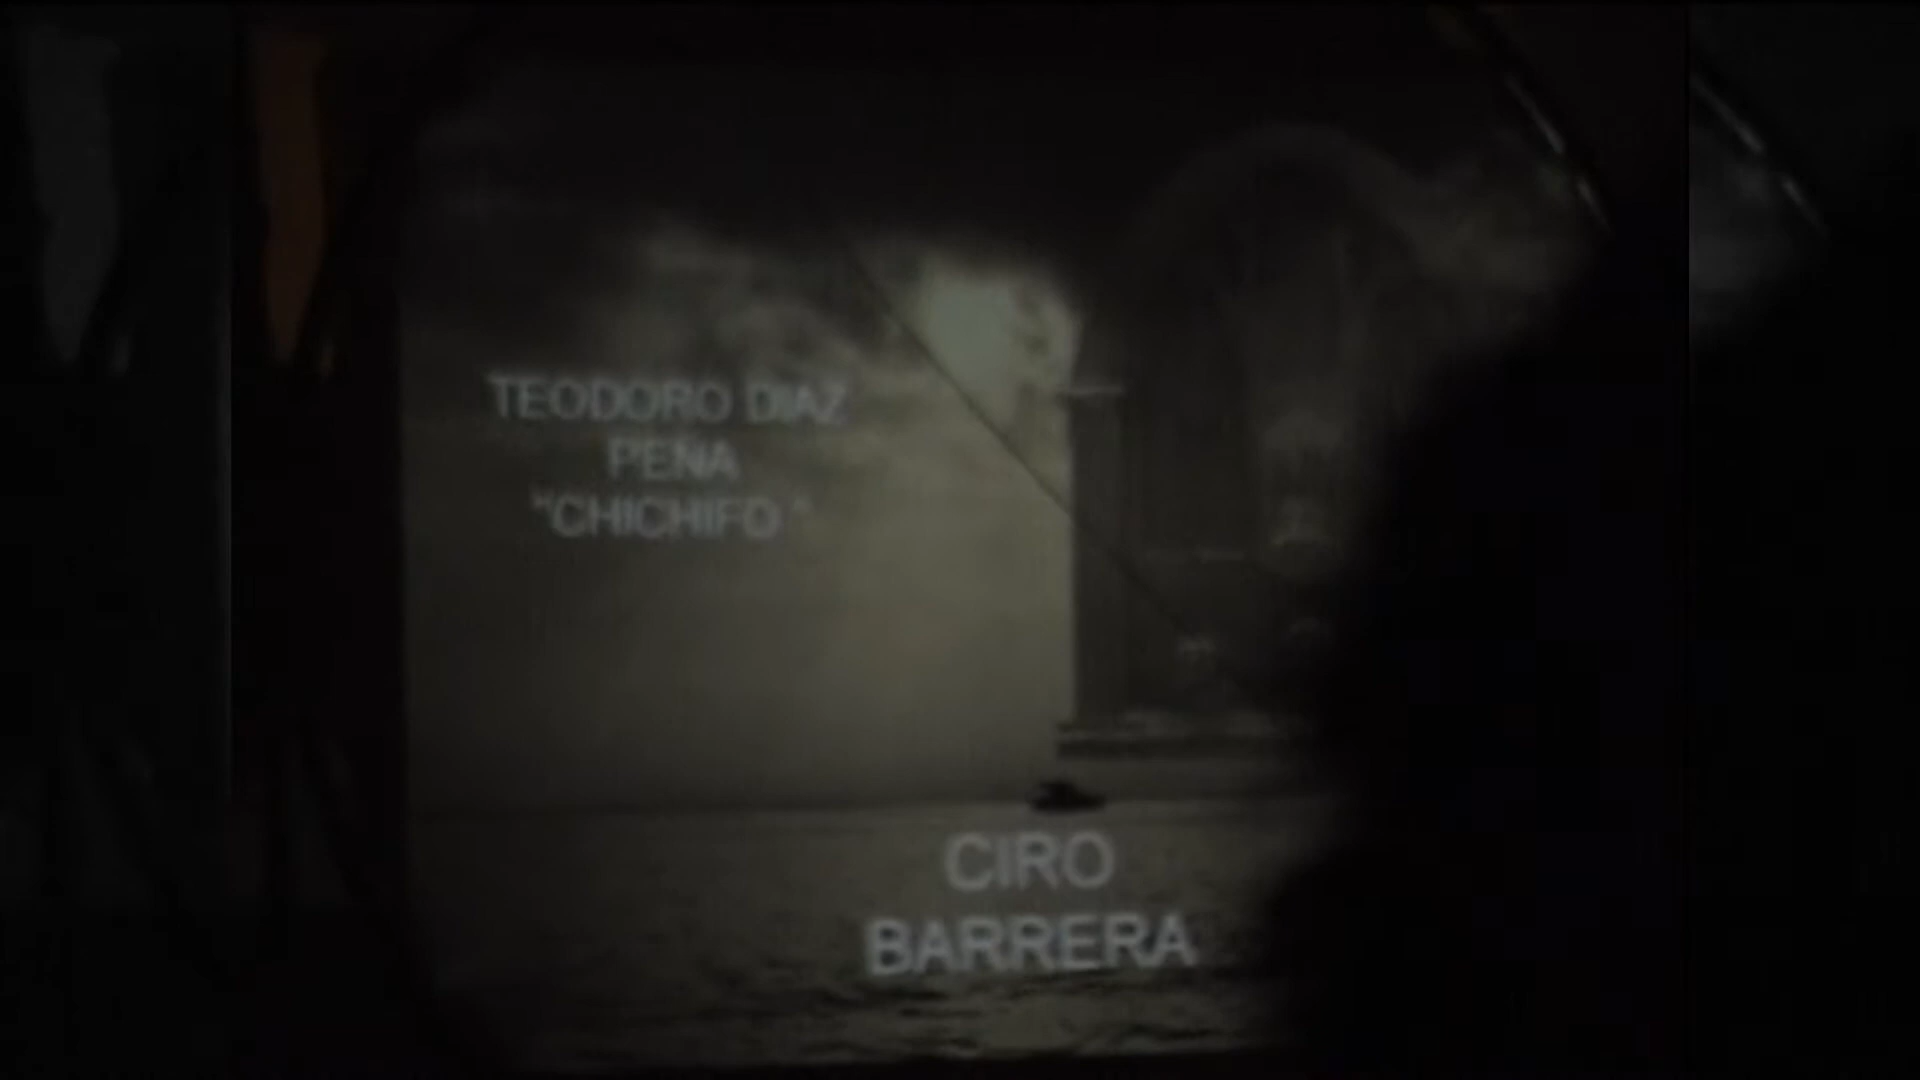 TEODORO DIAZ
PEÑA
"CHICHIFO "
CIRO
BARRERA